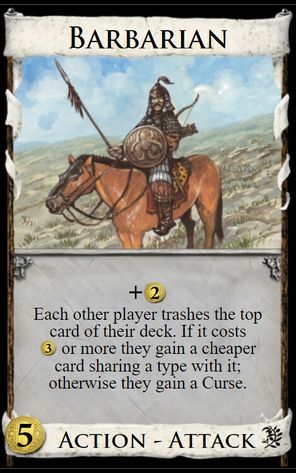 BARBARIAN
+2
Each other player trashes the top
card of their deck. If it costs
3 or more they gain a cheaper
card sharing a type with it;
otherwise they gain a Curse.
5 ACTION - ATTACK